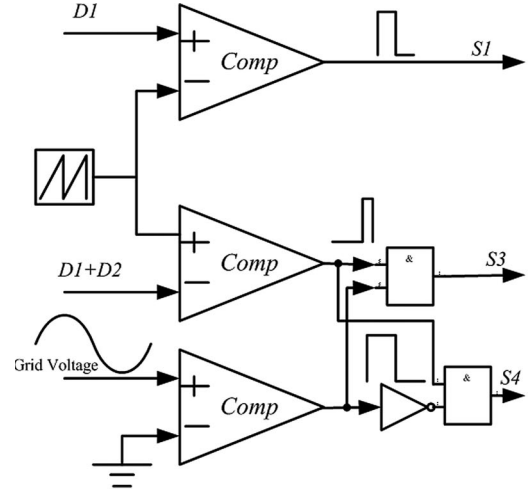 D1
Comp
S1
D1+D2
Comp
&
S3
Grid Voltage
Comp
&
S4